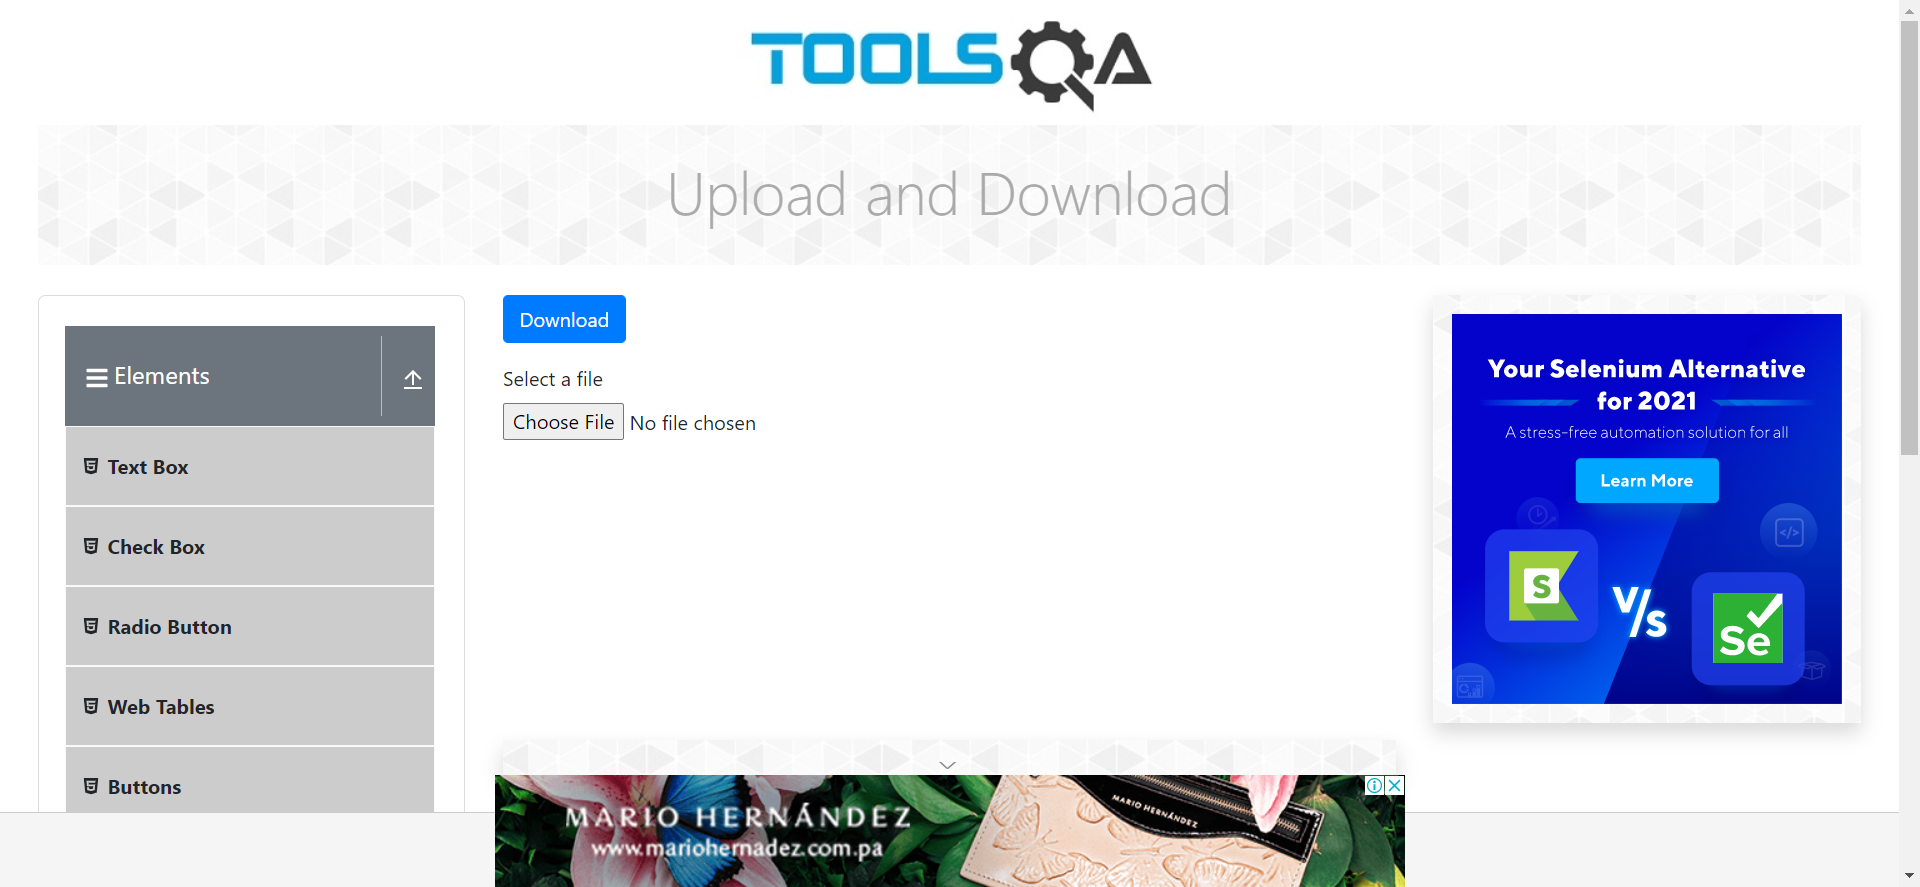 TOOLSQA
Upload and Download
Elements
Text Box
Check Box
Radio Button
Web Tables
Buttons
Download
Select a file
Choose File No file chosen
Your Selenium Alternative
for 2021
A stress-free automation solution for all
Learn More
</>
S
V/s
Se
MARIO HERNÁNDEZ
www.mariohernadez.com.pa
MARIO HERNÁNDEZ